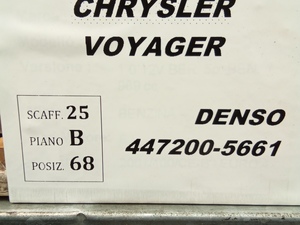 CHRYSLER
VOYAGER
SCAFF. 25
PIANO B
POSIZ. 68
DENSO
447200-5661